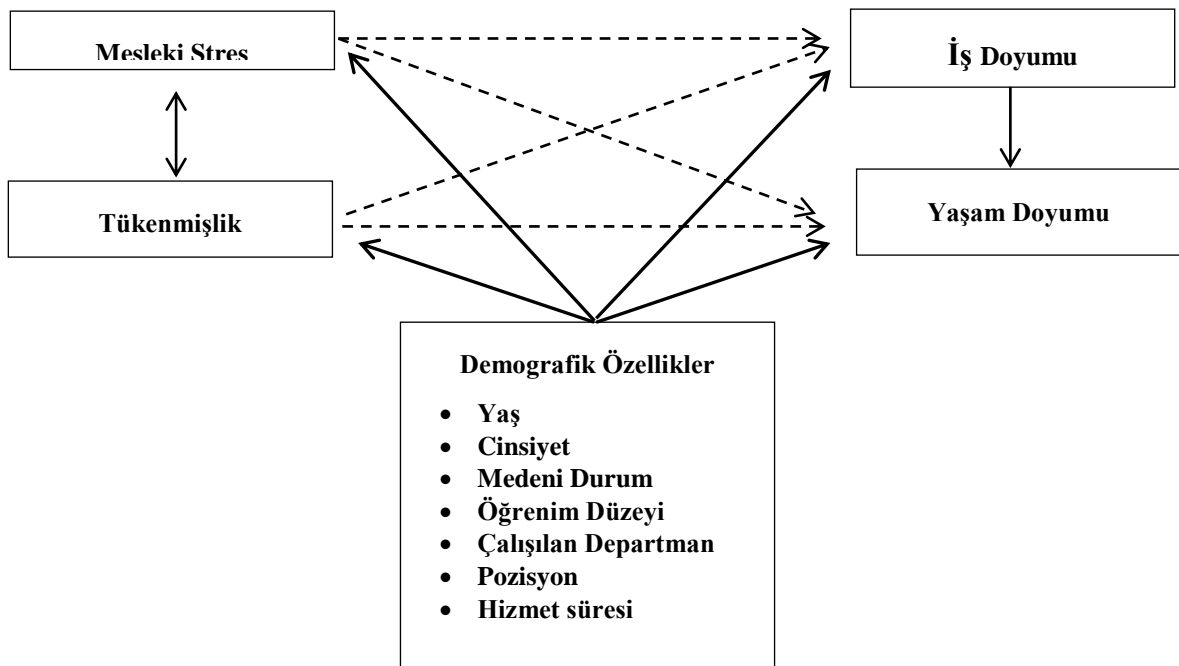 Mesleki Stres
İş Doyumu
Tükenmişlik
Yaşam Doyumu
Demografik Özellikler
• Yaş
• Cinsiyet
• Medeni Durum
• Öğrenim Düzeyi
• Çalışılan Departman
• Pozisyon
• Hizmet süresi